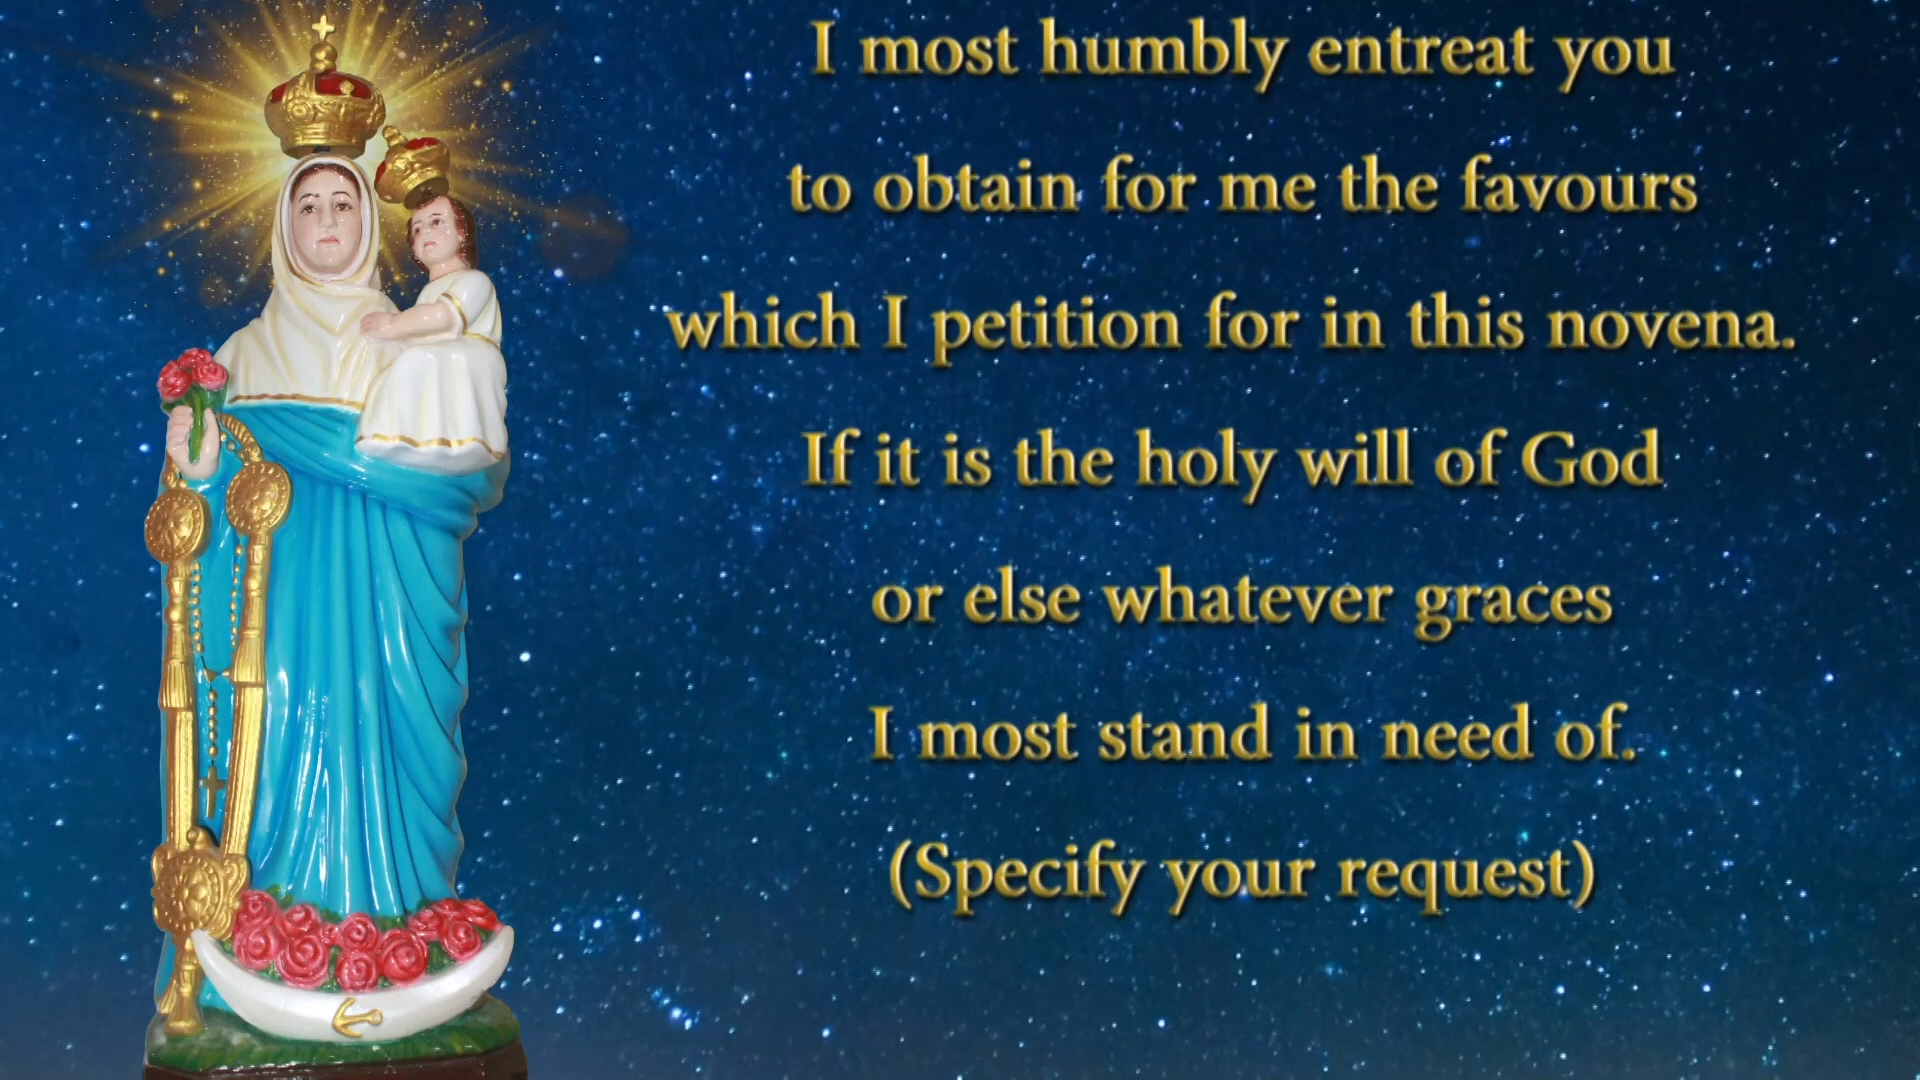 I most humbly entreat you
to obtain for me the favours
which I petition for in this novena.
If it is the holy will of God
or else whatever graces
I most stand in need of.
(Specify your request)